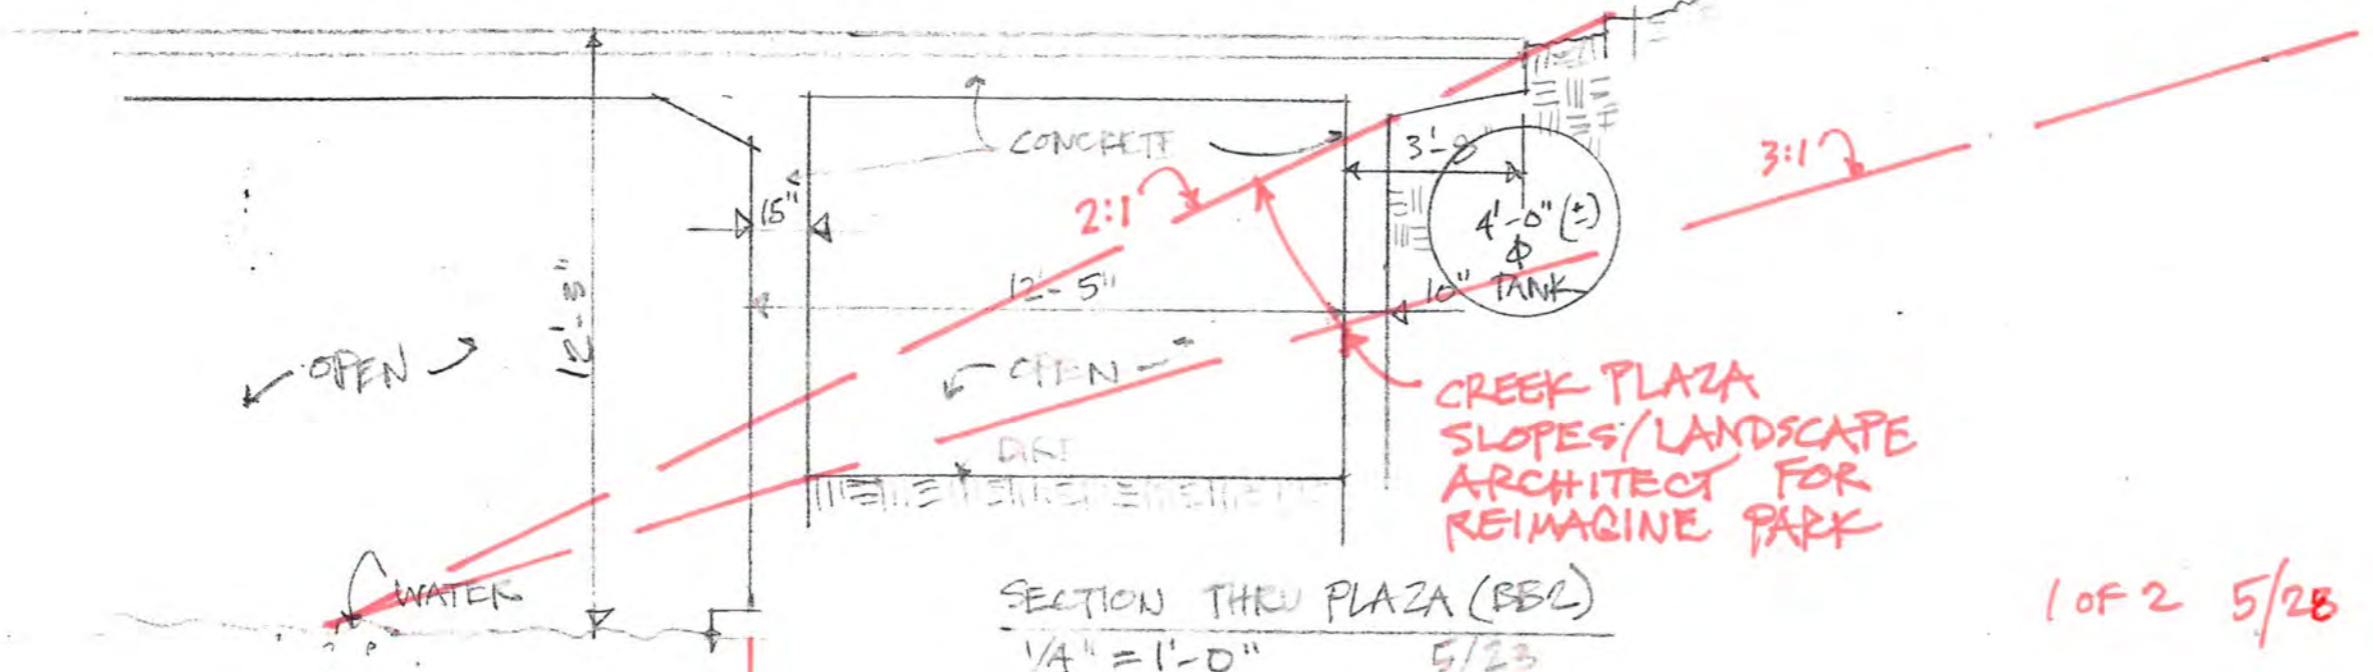 CONCRETE
3'-8"
3:1
15"
2:1
4'-0" (±)
Φ
TANK
12'-5"
10"
OPEN
OPEN
CREEK PLAZA
SLOPES/LANDSCAPE
ARCHITECT FOR
REIMAGINE PARK
WATER
SECTION THRU PLAZA (BB2)
1/4" = 1'-0" 5/23
1 OF 2 5/28